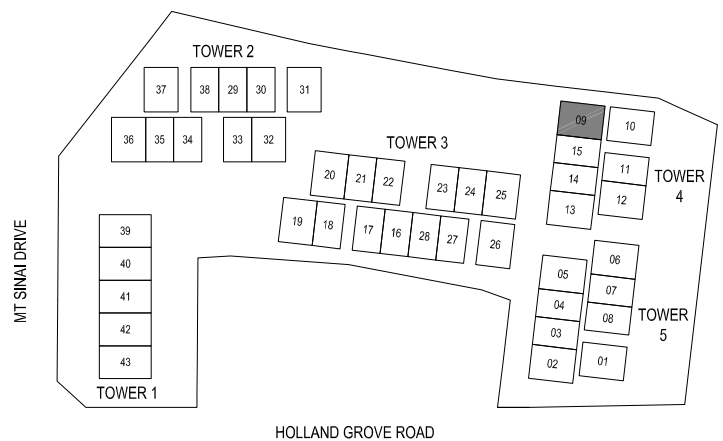 TOWER 2
37 38 29 30 31
36 35 34 33 32
TOWER 3
20 21 22 23 24 25
19 18 17 16 28 27 26
09 10
15
14 11
13 12
TOWER
4
39
40
41
42
43
TOWER 1
MT SINAI DRIVE
05 06
04 07
03 08
02 01
TOWER
5
HOLLAND GROVE ROAD